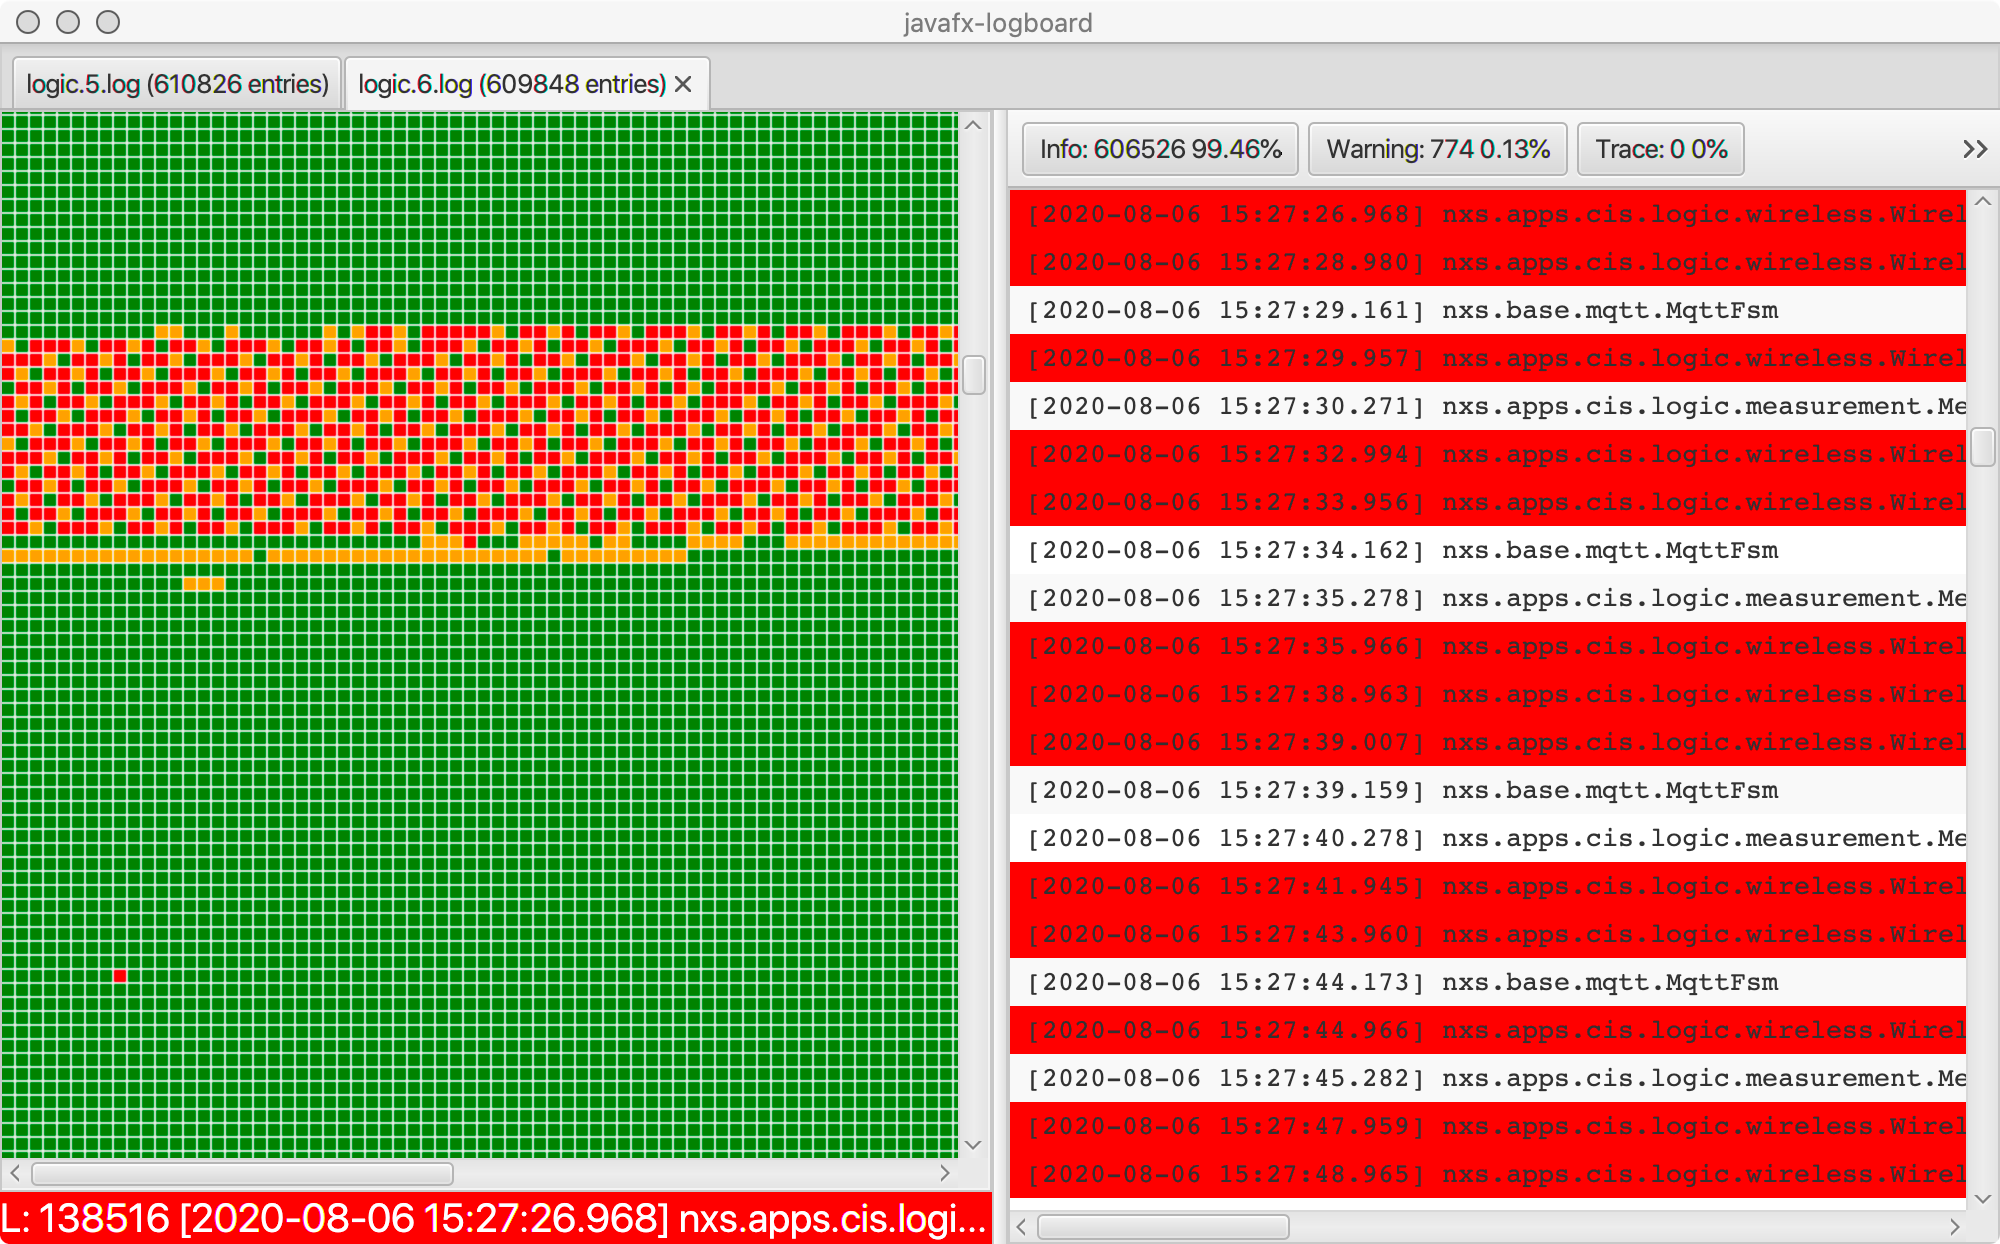 javafx-logboard
logic.5.log (610826 entries) logic.6.log (609848 entries)
Info: 606526 99.46% Warning: 774 0.13% Trace: 0 0%
[2020-08-06 15:27:26.968] nxs.apps.cis.logic.wireless.Wirel
[2020-08-06 15:27:28.980] nxs.apps.cis.logic.wireless.Wirel
[2020-08-06 15:27:29.161] nxs.base.mqtt.MqttFsm
[2020-08-06 15:27:29.957] nxs.apps.cis.logic.wireless.Wirel
[2020-08-06 15:27:30.271] nxs.apps.cis.logic.measurement.Me
[2020-08-06 15:27:32.994] nxs.apps.cis.logic.wireless.Wirel
[2020-08-06 15:27:33.956] nxs.apps.cis.logic.wireless.Wirel
[2020-08-06 15:27:34.162] nxs.base.mqtt.MqttFsm
[2020-08-06 15:27:35.278] nxs.apps.cis.logic.measurement.Me
[2020-08-06 15:27:35.966] nxs.apps.cis.logic.wireless.Wirel
[2020-08-06 15:27:38.963] nxs.apps.cis.logic.wireless.Wirel
[2020-08-06 15:27:39.007] nxs.apps.cis.logic.wireless.Wirel
[2020-08-06 15:27:39.159] nxs.base.mqtt.MqttFsm
[2020-08-06 15:27:40.278] nxs.apps.cis.logic.measurement.Me
[2020-08-06 15:27:41.945] nxs.apps.cis.logic.wireless.Wirel
[2020-08-06 15:27:43.960] nxs.apps.cis.logic.wireless.Wirel
[2020-08-06 15:27:44.173] nxs.base.mqtt.MqttFsm
[2020-08-06 15:27:44.966] nxs.apps.cis.logic.wireless.Wirel
[2020-08-06 15:27:45.282] nxs.apps.cis.logic.measurement.Me
[2020-08-06 15:27:47.959] nxs.apps.cis.logic.wireless.Wirel
[2020-08-06 15:27:48.965] nxs.apps.cis.logic.wireless.Wirel
L: 138516 [2020-08-06 15:27:26.968] nxs.apps.cis.logi...